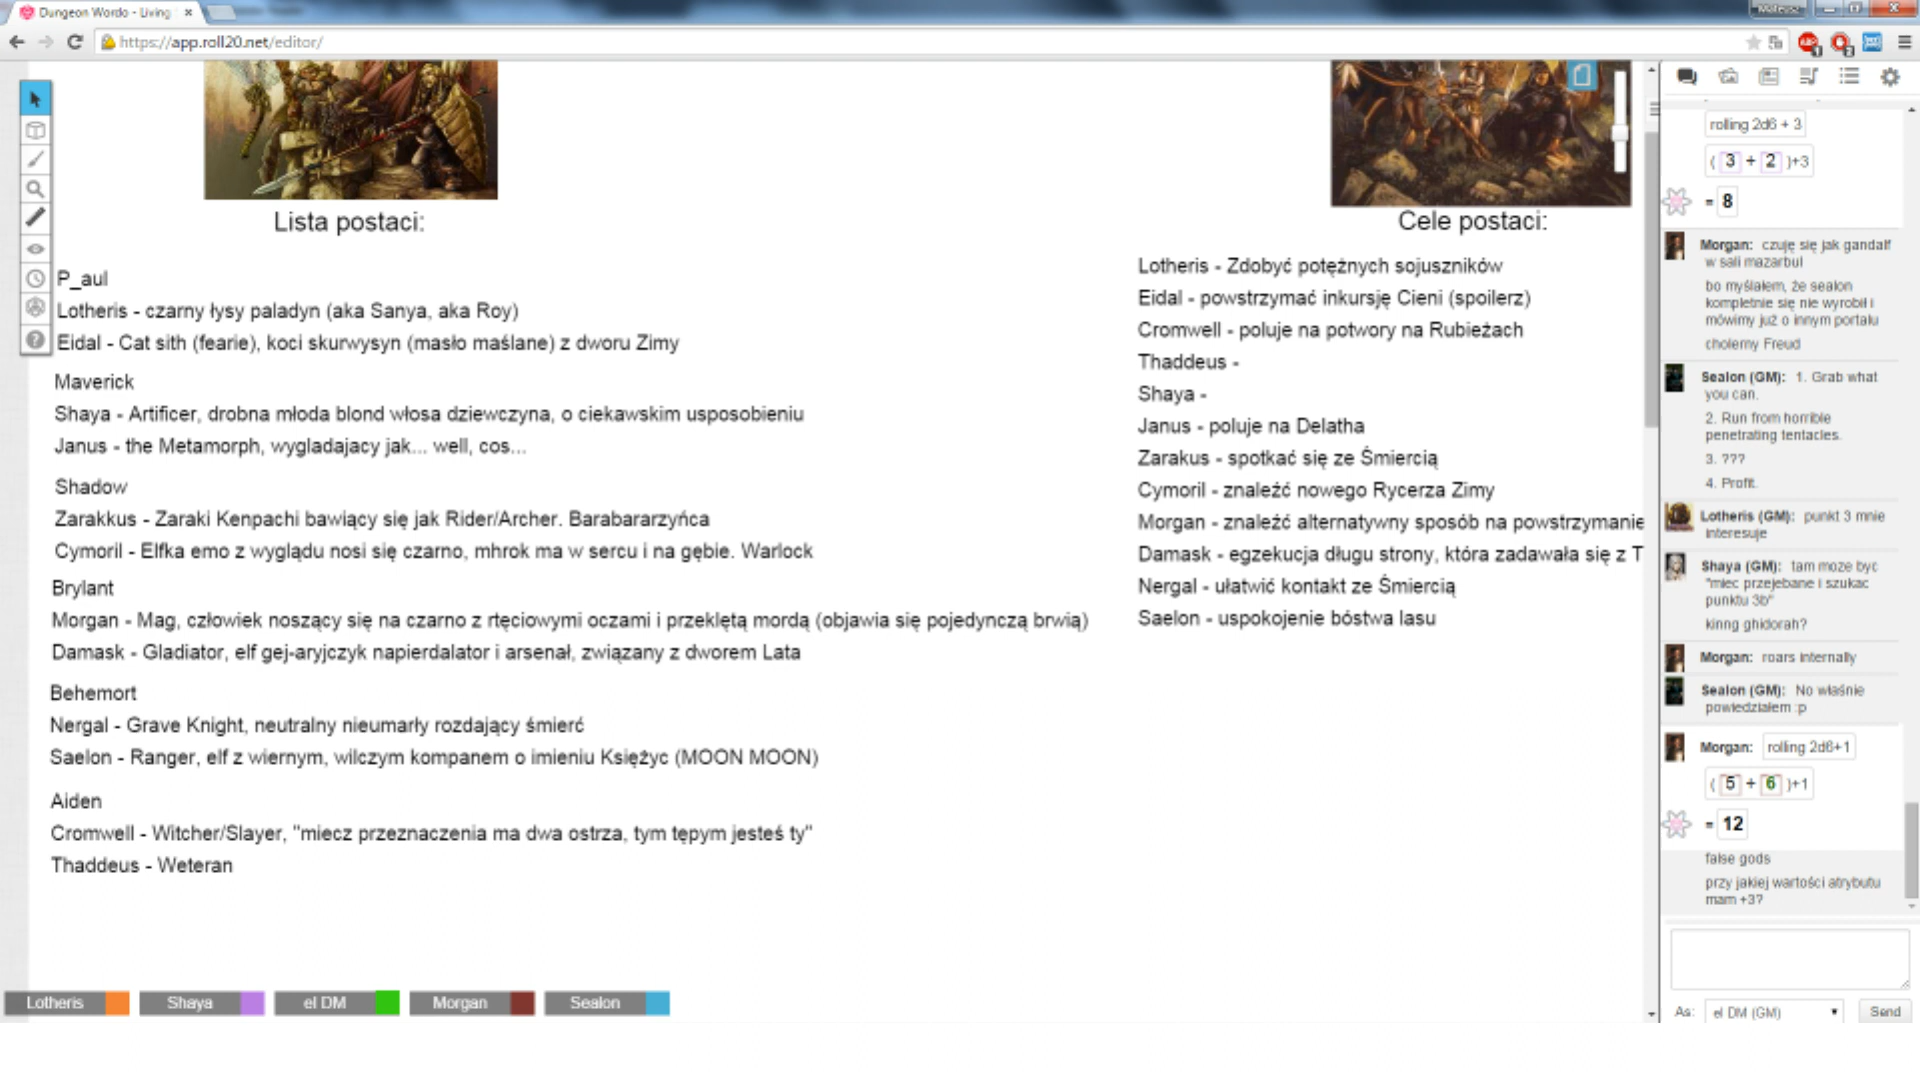 Dungeon Wordo - Living
Mateusz
https://app.roll20.net/editor/
Lista postaci:
P_aul
Lotheris - czarny łysy paladyn (aka Sanya, aka Roy)
Eidal - Cat sith (fearie), koci skurwysyn (masło maślane) z dworu Zimy
Maverick
Shaya - Artificer, drobna młoda blond włosa dziewczyna, o ciekawskim usposobieniu
Janus - the Metamorph, wygladajacy jak... well, cos...
Shadow
Zarakkus - Zaraki Kenpachi bawiący się jak Rider/Archer. Barabararzyńca
Cymoril - Elfka emo z wyglądu nosi się czarno, mhrok ma w sercu i na gębie. Warlock
Brylant
Morgan - Mag, człowiek noszący się na czarno z rtęciowymi oczami i przeklętą mordą (objawia się pojedynczą brwią)
Damask - Gladiator, elf gej-aryjczyk napierdalator i arsenał, związany z dworem Lata
Behemort
Nergal - Grave Knight, neutralny nieumarły rozdający śmierć
Saelon - Ranger, elf z wiernym, wilczym kompanem o imieniu Księżyc (MOON MOON)
Aiden
Cromwell - Witcher/Slayer, "miecz przeznaczenia ma dwa ostrza, tym tępym jesteś ty"
Thaddeus - Weteran
Cele postaci:
Lotheris - Zdobyć potężnych sojuszników
Eidal - powstrzymać inkursję Cieni (spoilerz)
Cromwell - poluje na potwory na Rubieżach
Thaddeus -
Shaya -
Janus - poluje na Delatha
Zarakus - spotkać się ze Śmiercią
Cymoril - znaleźć nowego Rycerza Zimy
Morgan - znaleźć alternatywny sposób na powstrzymanie
Damask - egzekucja długu strony, która zadawała się z T
Nergal - ułatwić kontakt ze Śmiercią
Saelon - uspokojenie bóstwa lasu
rolling 2d6 + 3
( 3 + 2 )+3
= 8
Morgan: czuję się jak gandalf
w sali mazarbul
bo myślałem, że sealon
kompletnie się nie wyrobił i
mówimy już o innym portalu
cholerny Freud
Sealon (GM): 1. Grab what
you can.
2. Run from horrible
penetrating tentacles.
3. ???
4. Profit.
Lotheris (GM): punkt 3 mnie
interesuje
Shaya (GM): tam moze byc
"miec przejebane i szukac
punktu 3b"
kinng ghidorah?
Morgan: roars internally
Sealon (GM): No właśnie
powiedziałem :p
Morgan: rolling 2d6+1
( 5 + 6 )+1
= 12
false gods
przy jakiej wartości atrybutu
mam +3?
As: el DM (GM)
Send
Lotheris
Shaya
el DM
Morgan
Sealon